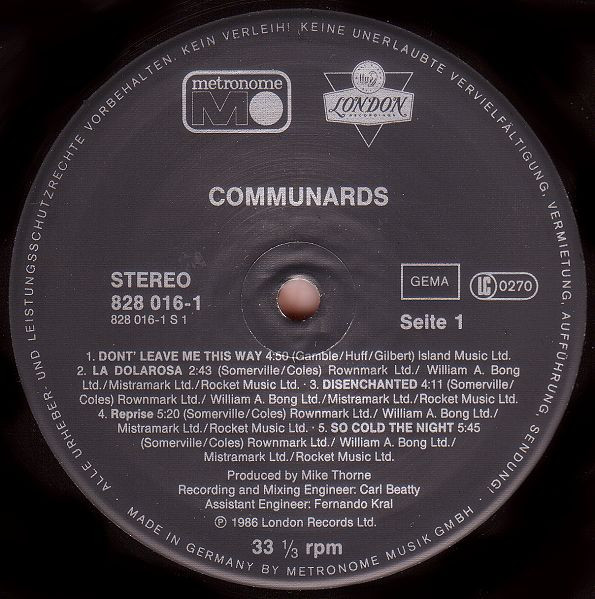 ALLE URHEBER- UND LEISTUNGSSCHUTZRECHTE VORBEHALTEN. KEIN VERLEIH! KEINE UNERLAUBTE VERVIELFÄLTIGUNG, VERMIETUNG, AUFFÜHRUNG, SENDUNG!
metronome
M
LONDON
RECORDINGS
COMMUNARDS
STEREO
828 016-1
828 016-1 S 1
GEMA
LC 0270
Seite 1
1. DONT' LEAVE ME THIS WAY 4:50 (Gamble/Huff/Gilbert) Island Music Ltd.
2. LA DOLAROSA 2:43 (Somerville/Coles) Rownmark Ltd./ William A. Bong
Ltd./Mistramark Ltd./Rocket Music Ltd. · 3. DISENCHANTED 4:11 (Somerville/
Coles) Rownmark Ltd./ William A. Bong Ltd./Mistramark Ltd./Rocket Music Ltd.
4. Reprise 5:20 (Somerville/Coles) Rownmark Ltd./ William A. Bong Ltd./
Mistramark Ltd./Rocket Music Ltd. · 5. SO COLD THE NIGHT 5:45
(Somerville/Coles) Rownmark Ltd./ William A. Bong Ltd./
Mistramark Ltd./Rocket Music Ltd.
Produced by Mike Thorne
Recording and Mixing Engineer: Carl Beatty
Assistant Engineer: Fernando Kral
℗ 1986 London Records Ltd.
33 ⅓ rpm
· MADE IN GERMANY BY METRONOME MUSIK GMBH ·